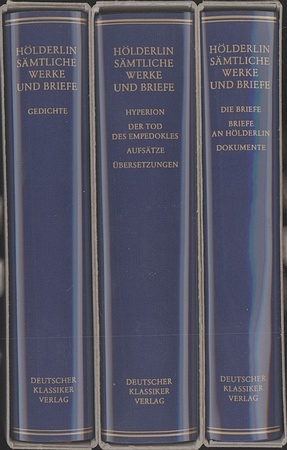 HÖLDERLIN
SÄMTLICHE
WERKE
UND BRIEFE
GEDICHTE
DEUTSCHER
KLASSIKER
VERLAG
HÖLDERLIN
SÄMTLICHE
WERKE
UND BRIEFE
HYPERION
DER TOD
DES EMPEDOKLES
AUFSÄTZE
ÜBERSETZUNGEN
DEUTSCHER
KLASSIKER
VERLAG
HÖLDERLIN
SÄMTLICHE
WERKE
UND BRIEFE
DIE BRIEFE
BRIEFE
AN HÖLDERLIN
DOKUMENTE
DEUTSCHER
KLASSIKER
VERLAG